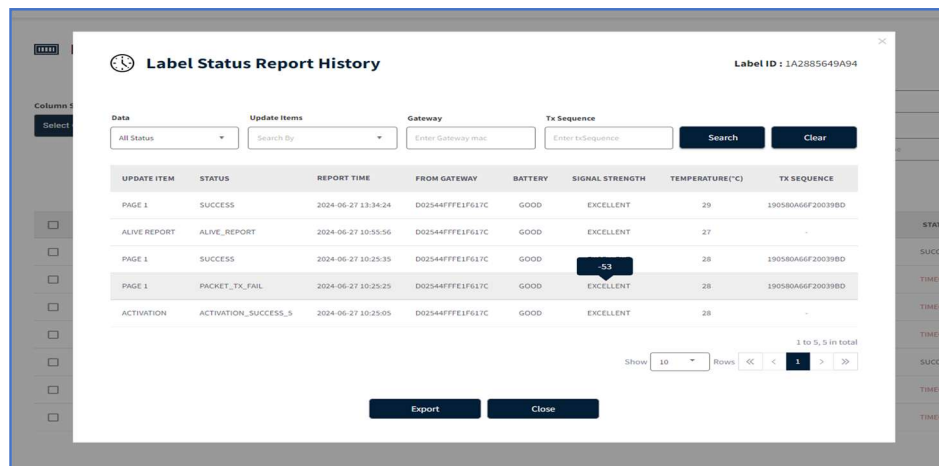 Label Status Report History
Label ID : 1A2885649A94
Column S
Select
Data Update Items Gateway Tx Sequence
All Status Search By Enter Gateway mac Enter txSequence Search Clear
UPDATE ITEM STATUS REPORT TIME FROM GATEWAY BATTERY SIGNAL STRENGTH TEMPERATURE(°C) TX SEQUENCE
PAGE 1 SUCCESS 2024-06-27 13:34:24 D02544FFFE1F617C GOOD EXCELLENT 29 190580A66F20039BD
ALIVE REPORT ALIVE_REPORT 2024-06-27 10:55:56 D02544FFFE1F617C GOOD EXCELLENT 27 -
PAGE 1 SUCCESS 2024-06-27 10:25:35 D02544FFFE1F617C GOOD 28 190580A66F20039BD
-53
PAGE 1 PACKET_TX_FAIL 2024-06-27 10:25:25 D02544FFFE1F617C GOOD EXCELLENT 28 190580A66F20039BD
ACTIVATION ACTIVATION_SUCCESS_5 2024-06-27 10:25:05 D02544FFFE1F617C GOOD EXCELLENT 28 -
1 to 5, 5 in total
Show 10 Rows 1
Export Close
STAT
SUCC
TIME
TIME
TIME
SUCC
TIME
TIME